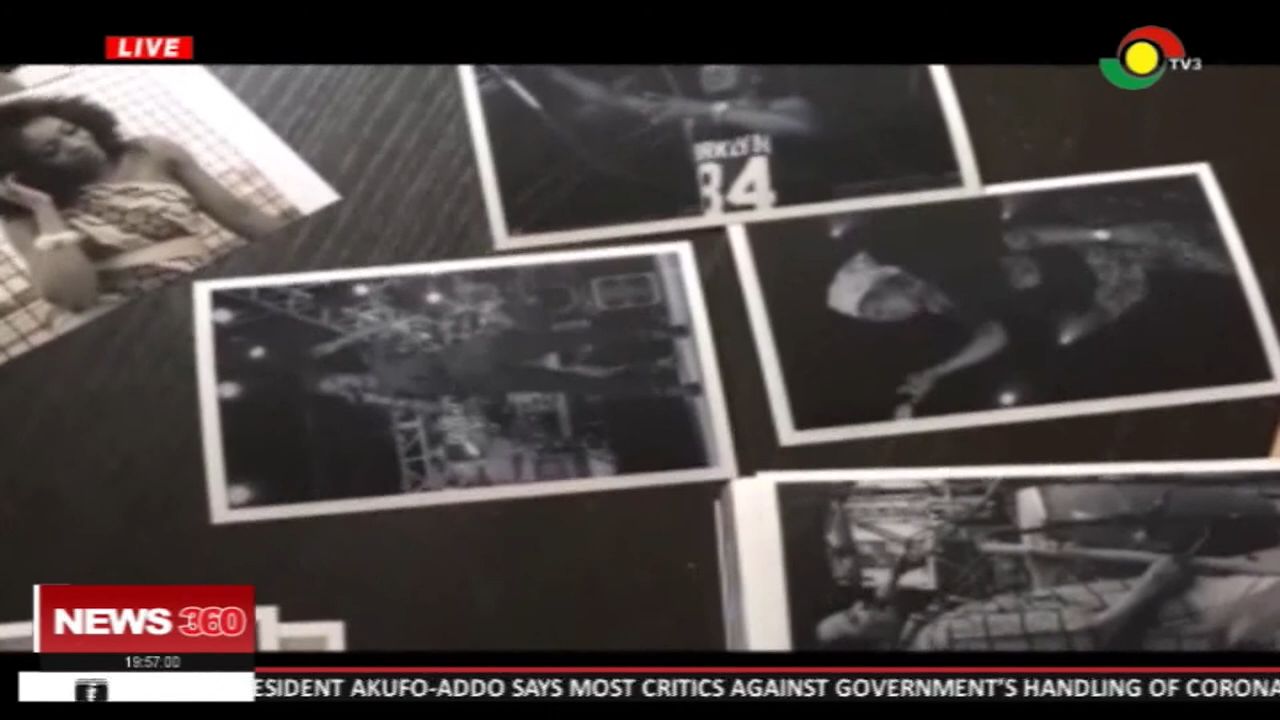 LIVE
TV3
34
NEWS 360
19:57:00
ESIDENT AKUFO-ADDO SAYS MOST CRITICS AGAINST GOVERNMENT'S HANDLING OF CORONA